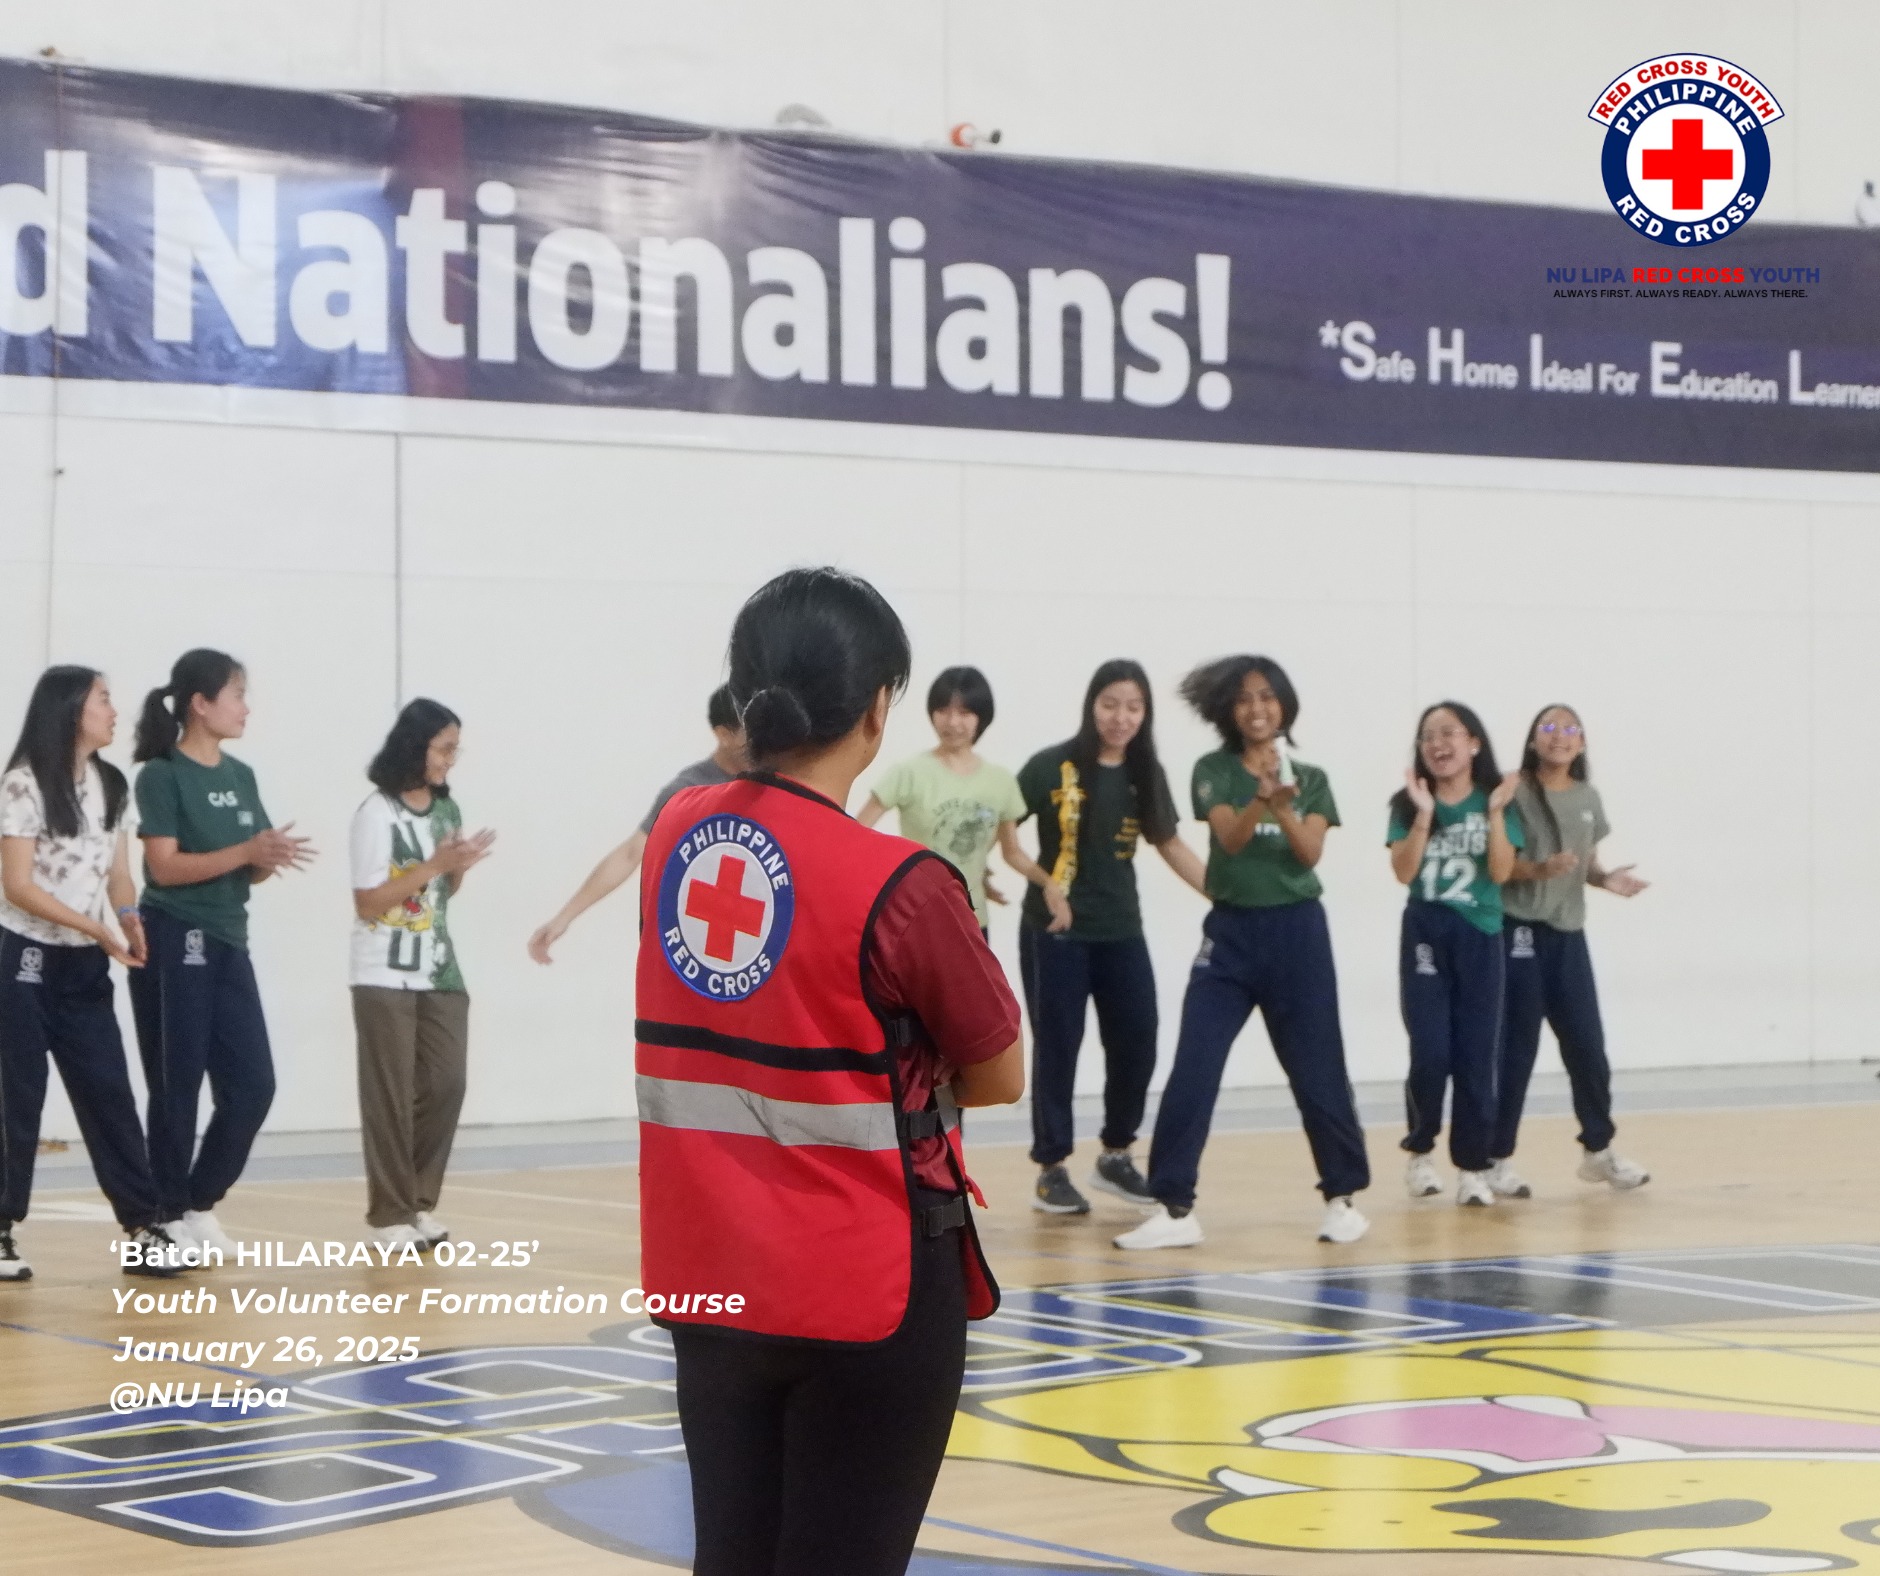 RED CROSS YOUTH
PHILIPPINE
RED CROSS
NU LIPA RED CROSS YOUTH
ALWAYS FIRST. ALWAYS READY. ALWAYS THERE.
d Nationalians!
*Safe Home Ideal For Education Learner
CAS
PHILIPPINE
RED CROSS
12
‘Batch HILARAYA 02-25’
Youth Volunteer Formation Course
January 26, 2025
@NU Lipa